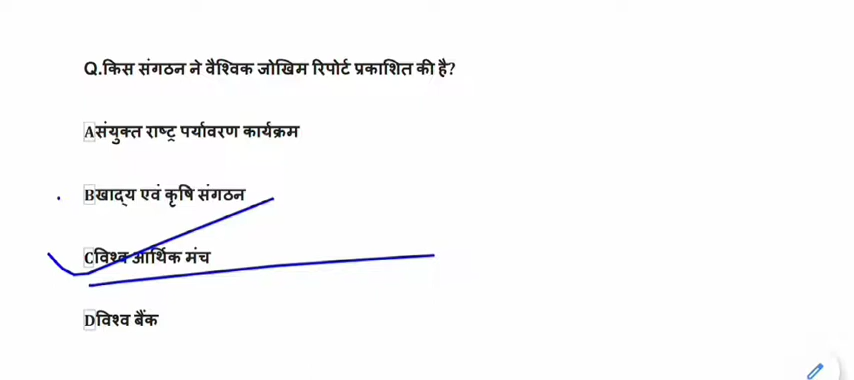 Q.किस संगठन ने वैश्विक जोखिम रिपोर्ट प्रकाशित की है?
Aसंयुक्त राष्ट्र पर्यावरण कार्यक्रम
Bखाद्य एवं कृषि संगठन
Cविश्व आर्थिक मंच
Dविश्व बैंक